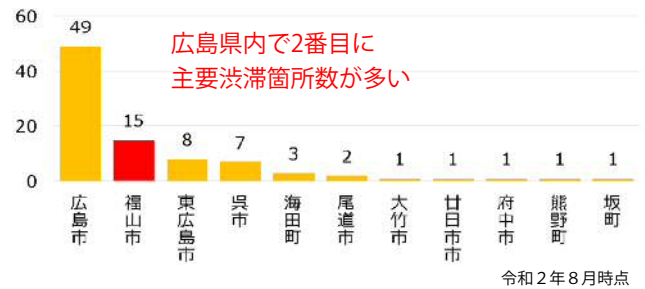 広島県内で2番目に
主要渋滞箇所数が多い
60
40
20
0
49
15
8
7
3
2
1
1
1
1
1
広島市
福山市
東広島市
呉市
海田町
尾道市
大竹市
廿日市市
府中市
熊野町
坂町
令和2年8月時点